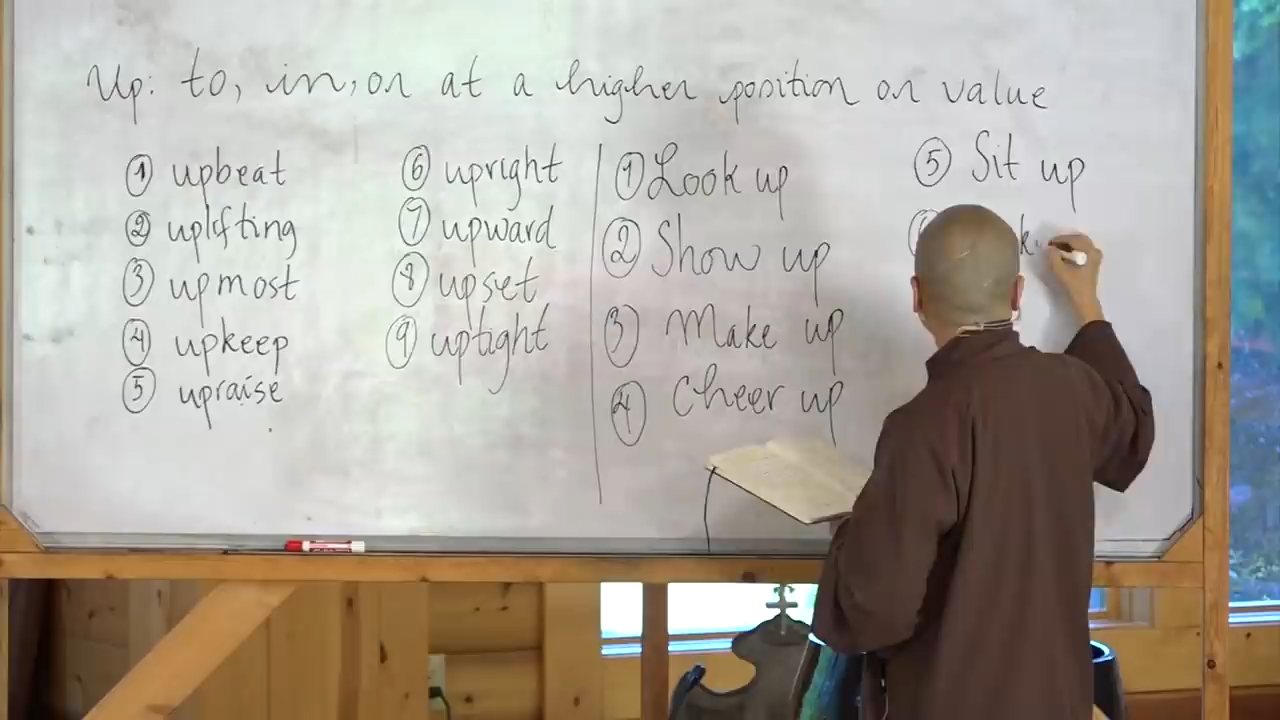 Up: to, in, or at a higher position or value
① upbeat
② uplifting
③ upmost
④ upkeep
⑤ upraise
⑥ upright
⑦ upward
⑧ upset
⑨ uptight
① Look up
② Show up
③ Make up
④ Cheer up
⑤ Sit up